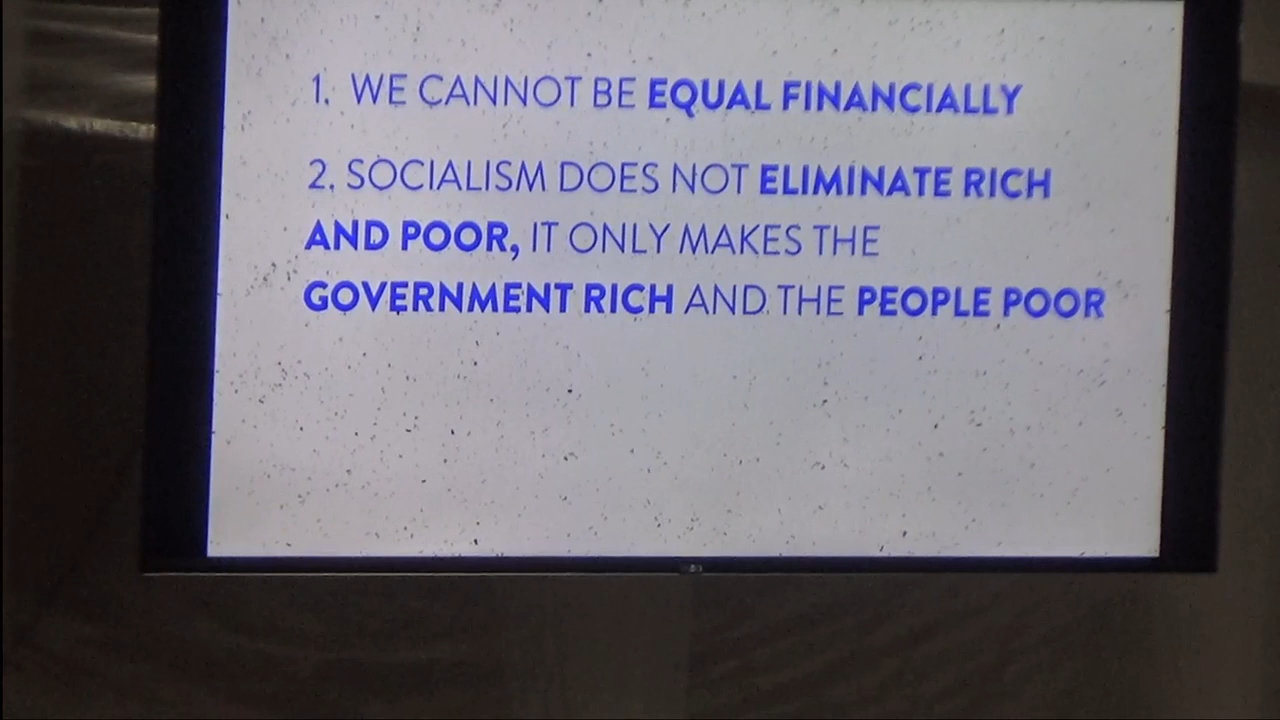 1. WE CANNOT BE EQUAL FINANCIALLY
2. SOCIALISM DOES NOT ELIMINATE RICH
AND POOR, IT ONLY MAKES THE
GOVERNMENT RICH AND THE PEOPLE POOR